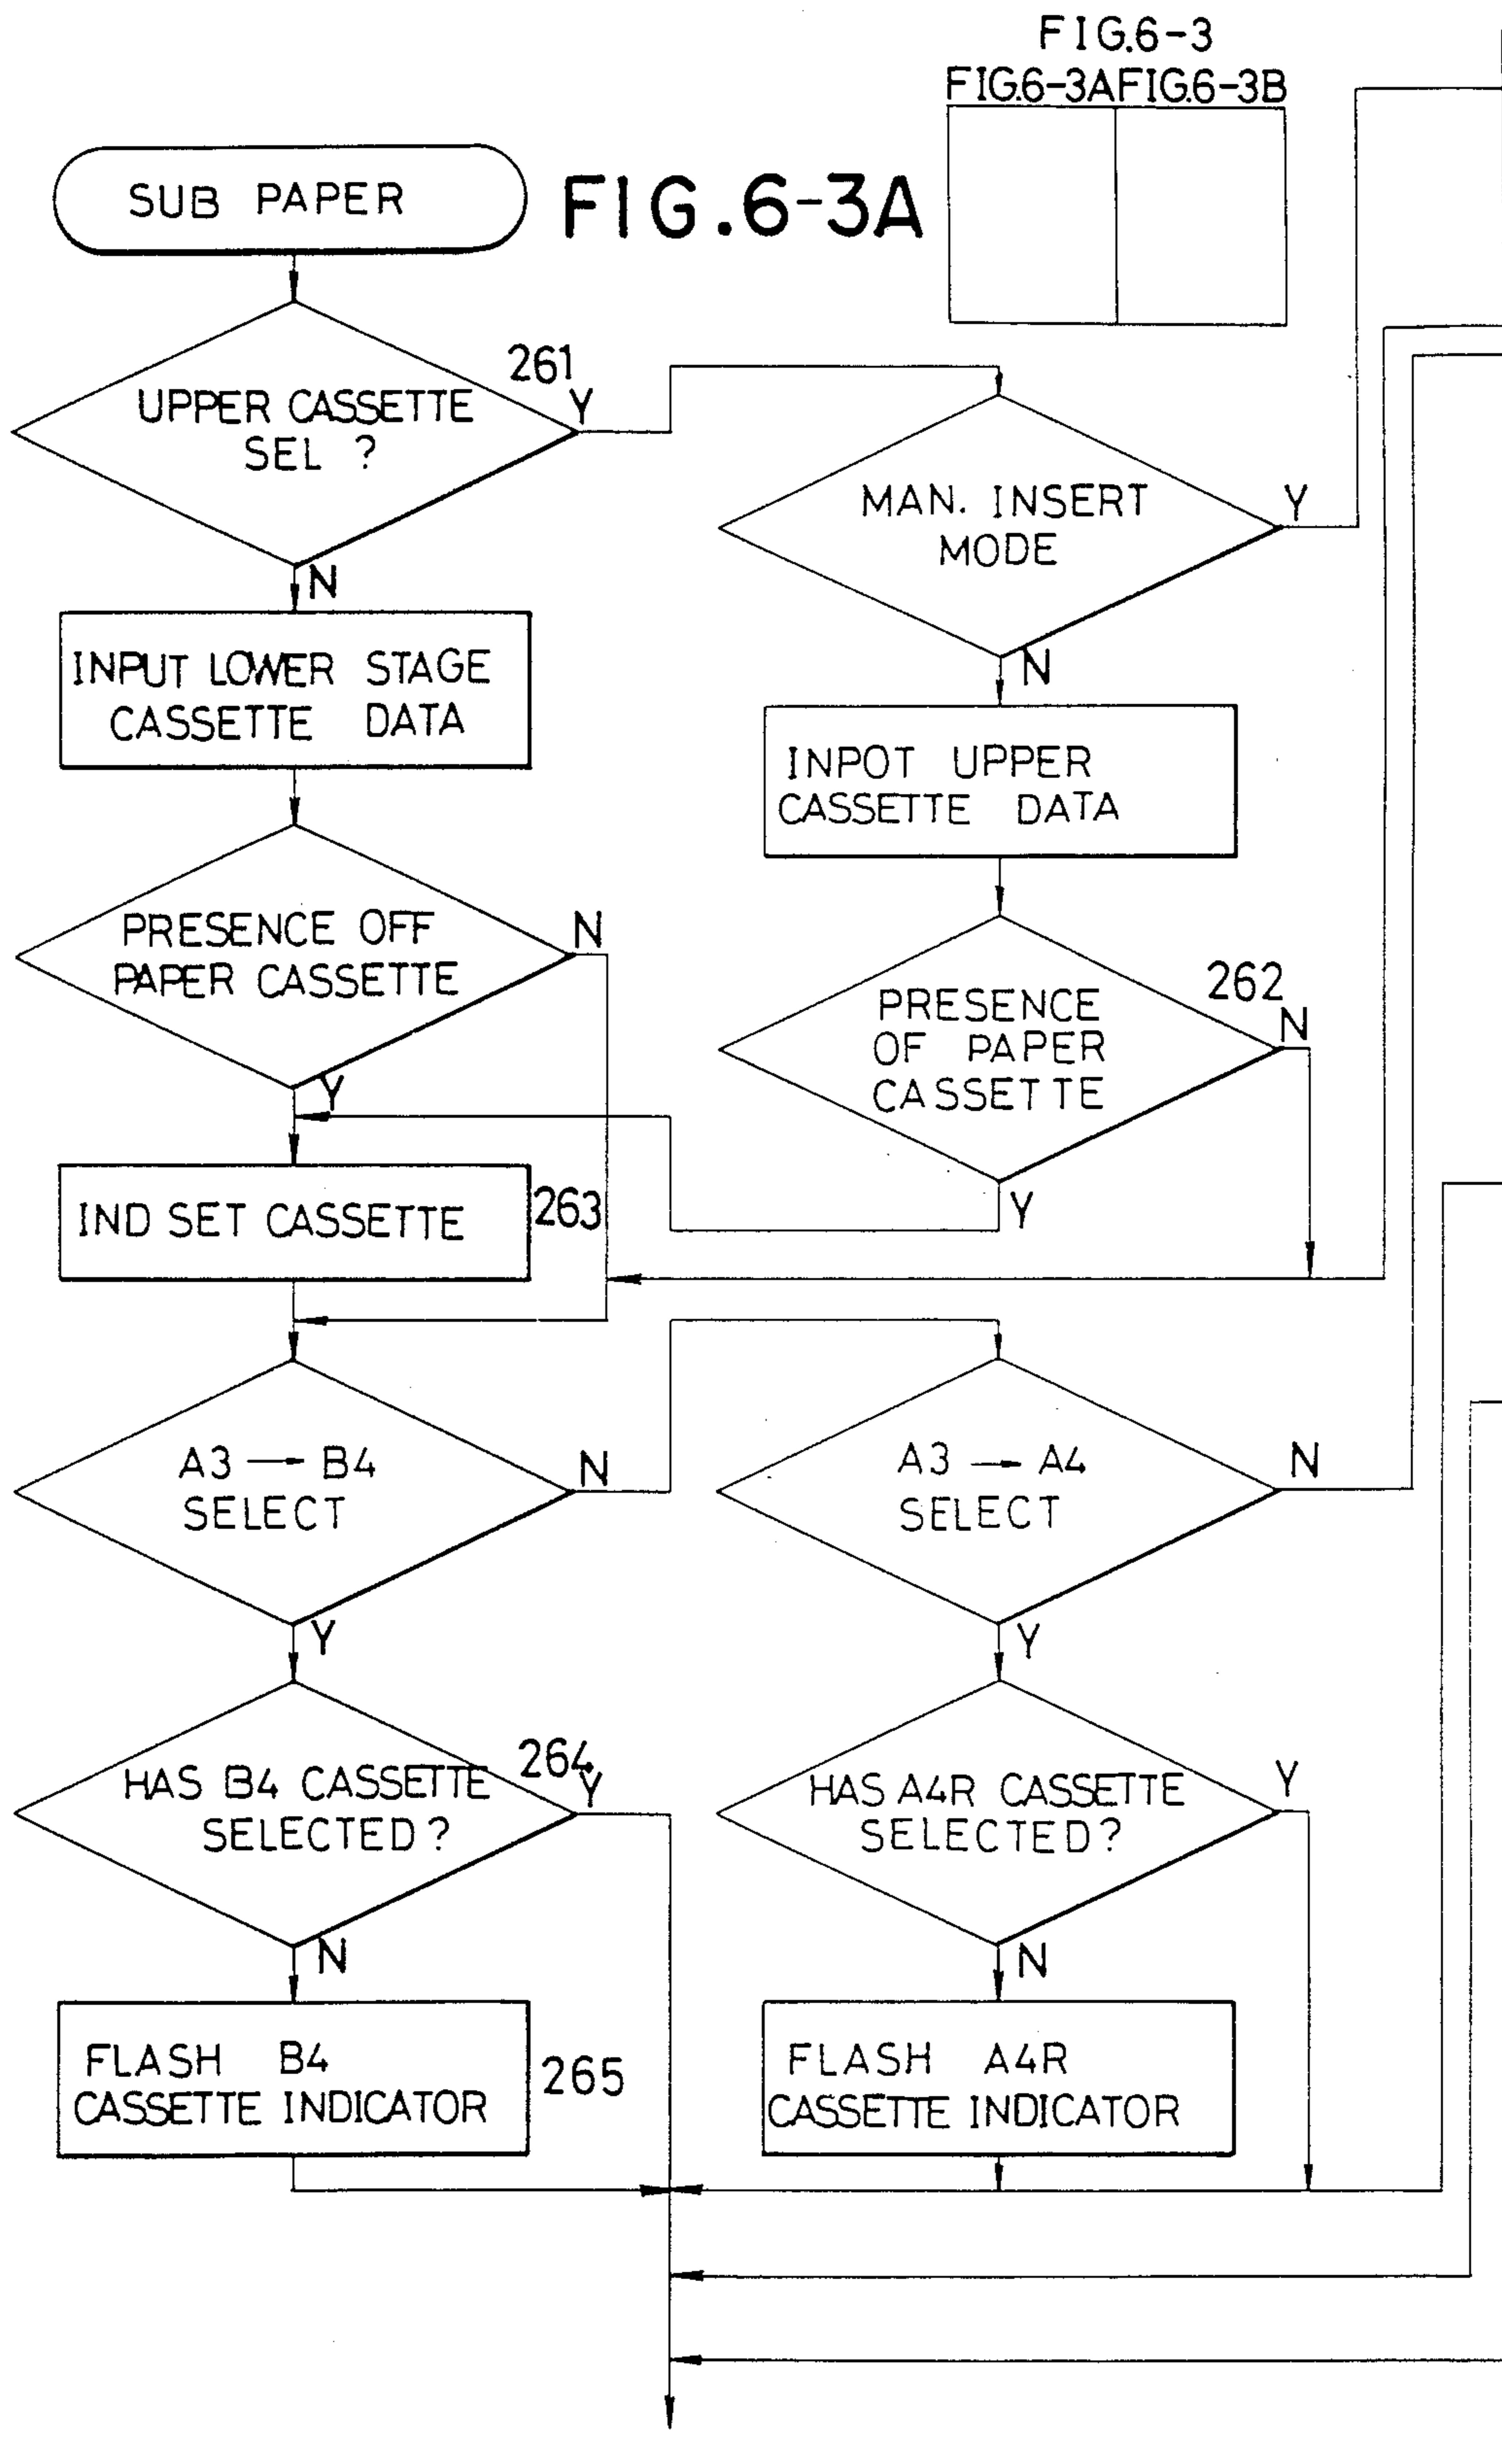 FIG.6-3
FIG.6-3A FIG.6-3B
SUB PAPER
FIG.6-3A
261
UPPER CASSETTE
SEL ?
Y
N
MAN. INSERT
MODE
Y
N
INPUT LOWER STAGE
CASSETTE DATA
INPOT UPPER
CASSETTE DATA
PRESENCE OFF
PAPER CASSETTE
N
Y
262
PRESENCE
OF PAPER
CASSETTE
N
Y
IND SET CASSETTE
263
A3 → B4
SELECT
N
Y
A3 → A4
SELECT
N
Y
264
HAS B4 CASSETTE
SELECTED?
Y
N
HAS A4R CASSETTE
SELECTED?
Y
N
FLASH B4
CASSETTE INDICATOR
265
FLASH A4R
CASSETTE INDICATOR